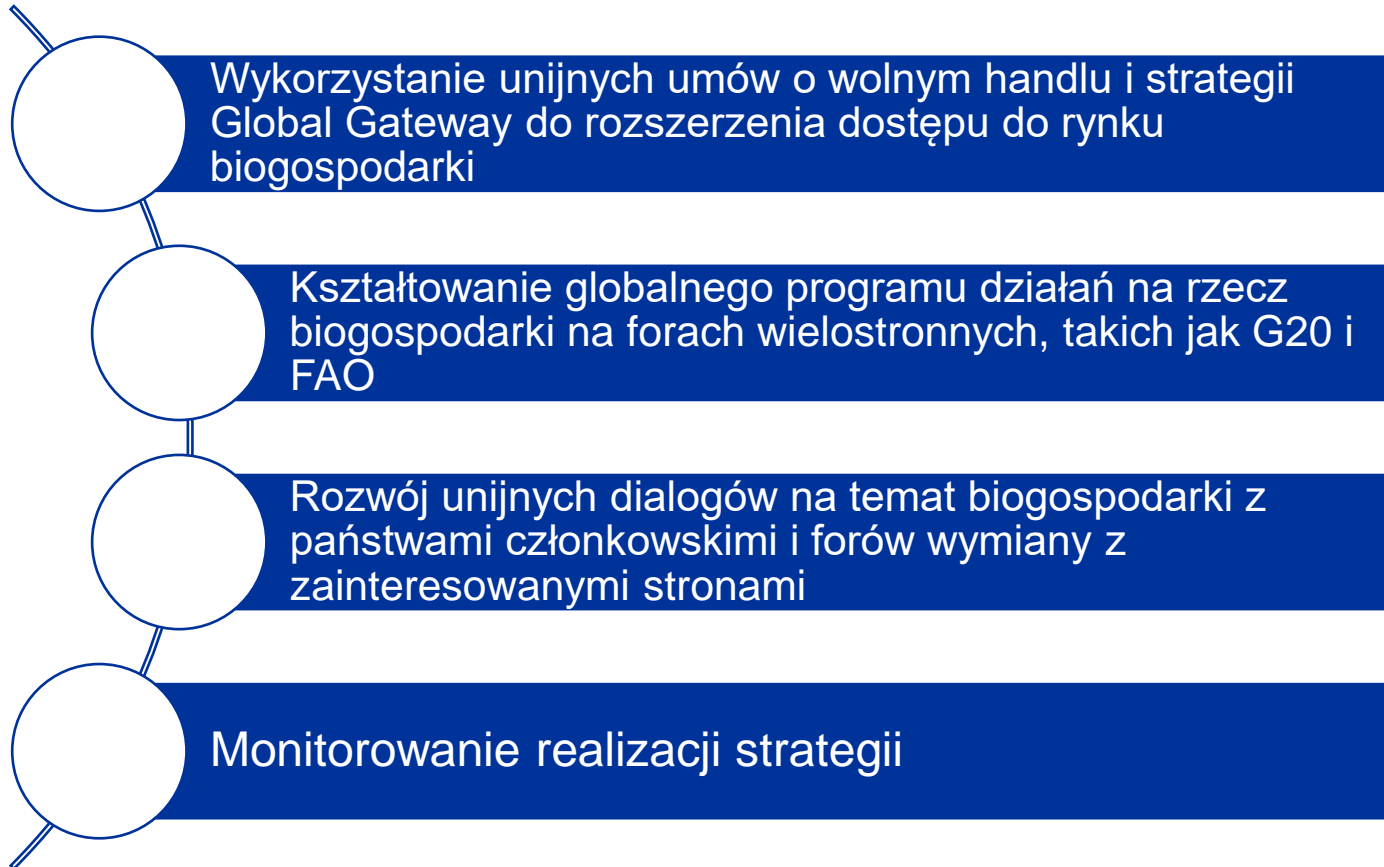 Wykorzystanie unijnych umów o wolnym handlu i strategii
Global Gateway do rozszerzenia dostępu do rynku
biogospodarki
Kształtowanie globalnego programu działań na rzecz
biogospodarki na forach wielostronnych, takich jak G20 i
FAO
Rozwój unijnych dialogów na temat biogospodarki z
państwami członkowskimi i forów wymiany z
zainteresowanymi stronami
Monitorowanie realizacji strategii